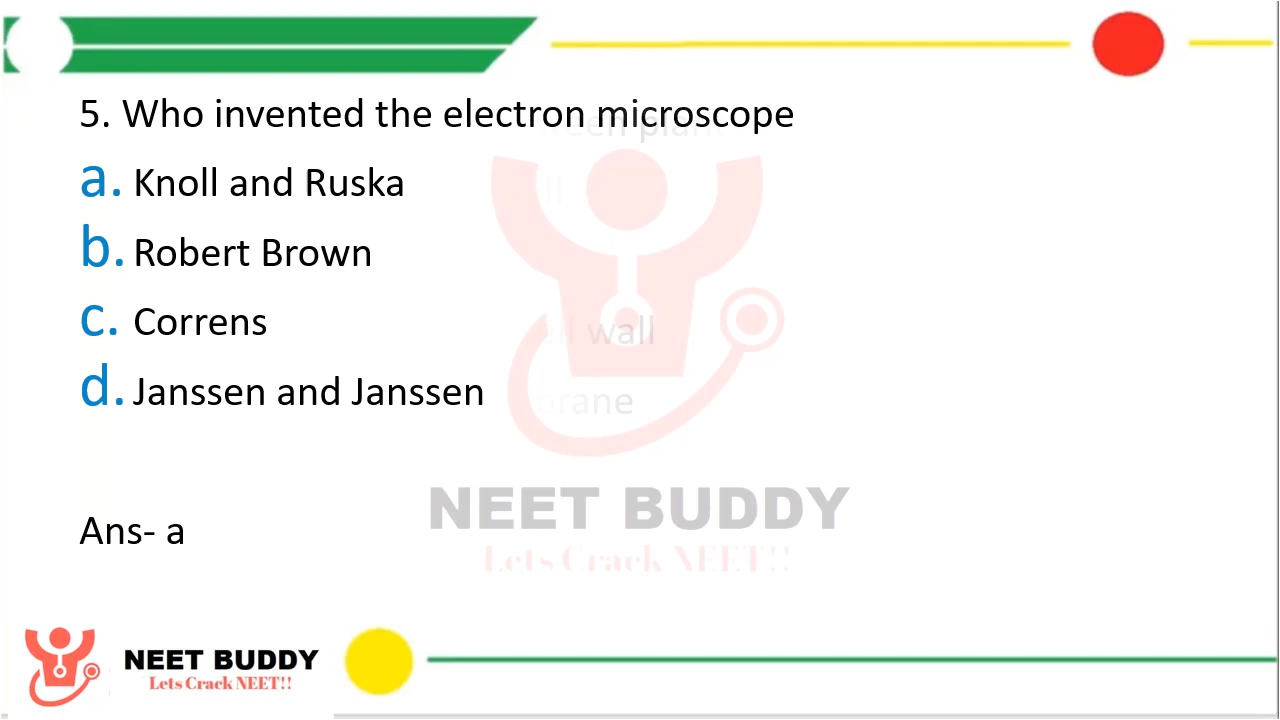 5. Who invented the electron microscope
a. Knoll and Ruska
b. Robert Brown
c. Correns
d. Janssen and Janssen
wall
NEET BUDDY
Lets Crack NEET!!
Ans- a
NEET BUDDY
Lets Crack NEET!!